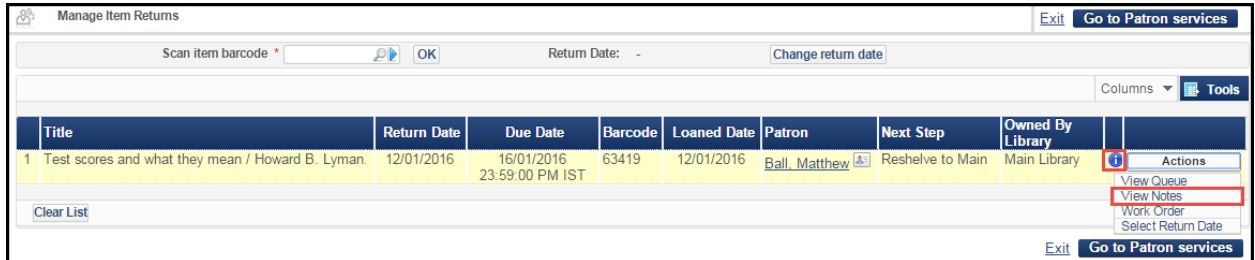 Manage Item Returns
Exit Go to Patron services
Scan item barcode * OK Return Date: - Change return date
Columns Tools
Title Return Date Due Date Barcode Loaned Date Patron Next Step Owned By Library
1 Test scores and what they mean / Howard B. Lyman. 12/01/2016 16/01/2016 23:59:00 PM IST 63419 12/01/2016 Ball, Matthew Reshelve to Main Main Library i Actions
View Queue
View Notes
Work Order
Select Return Date
Clear List
Exit Go to Patron services